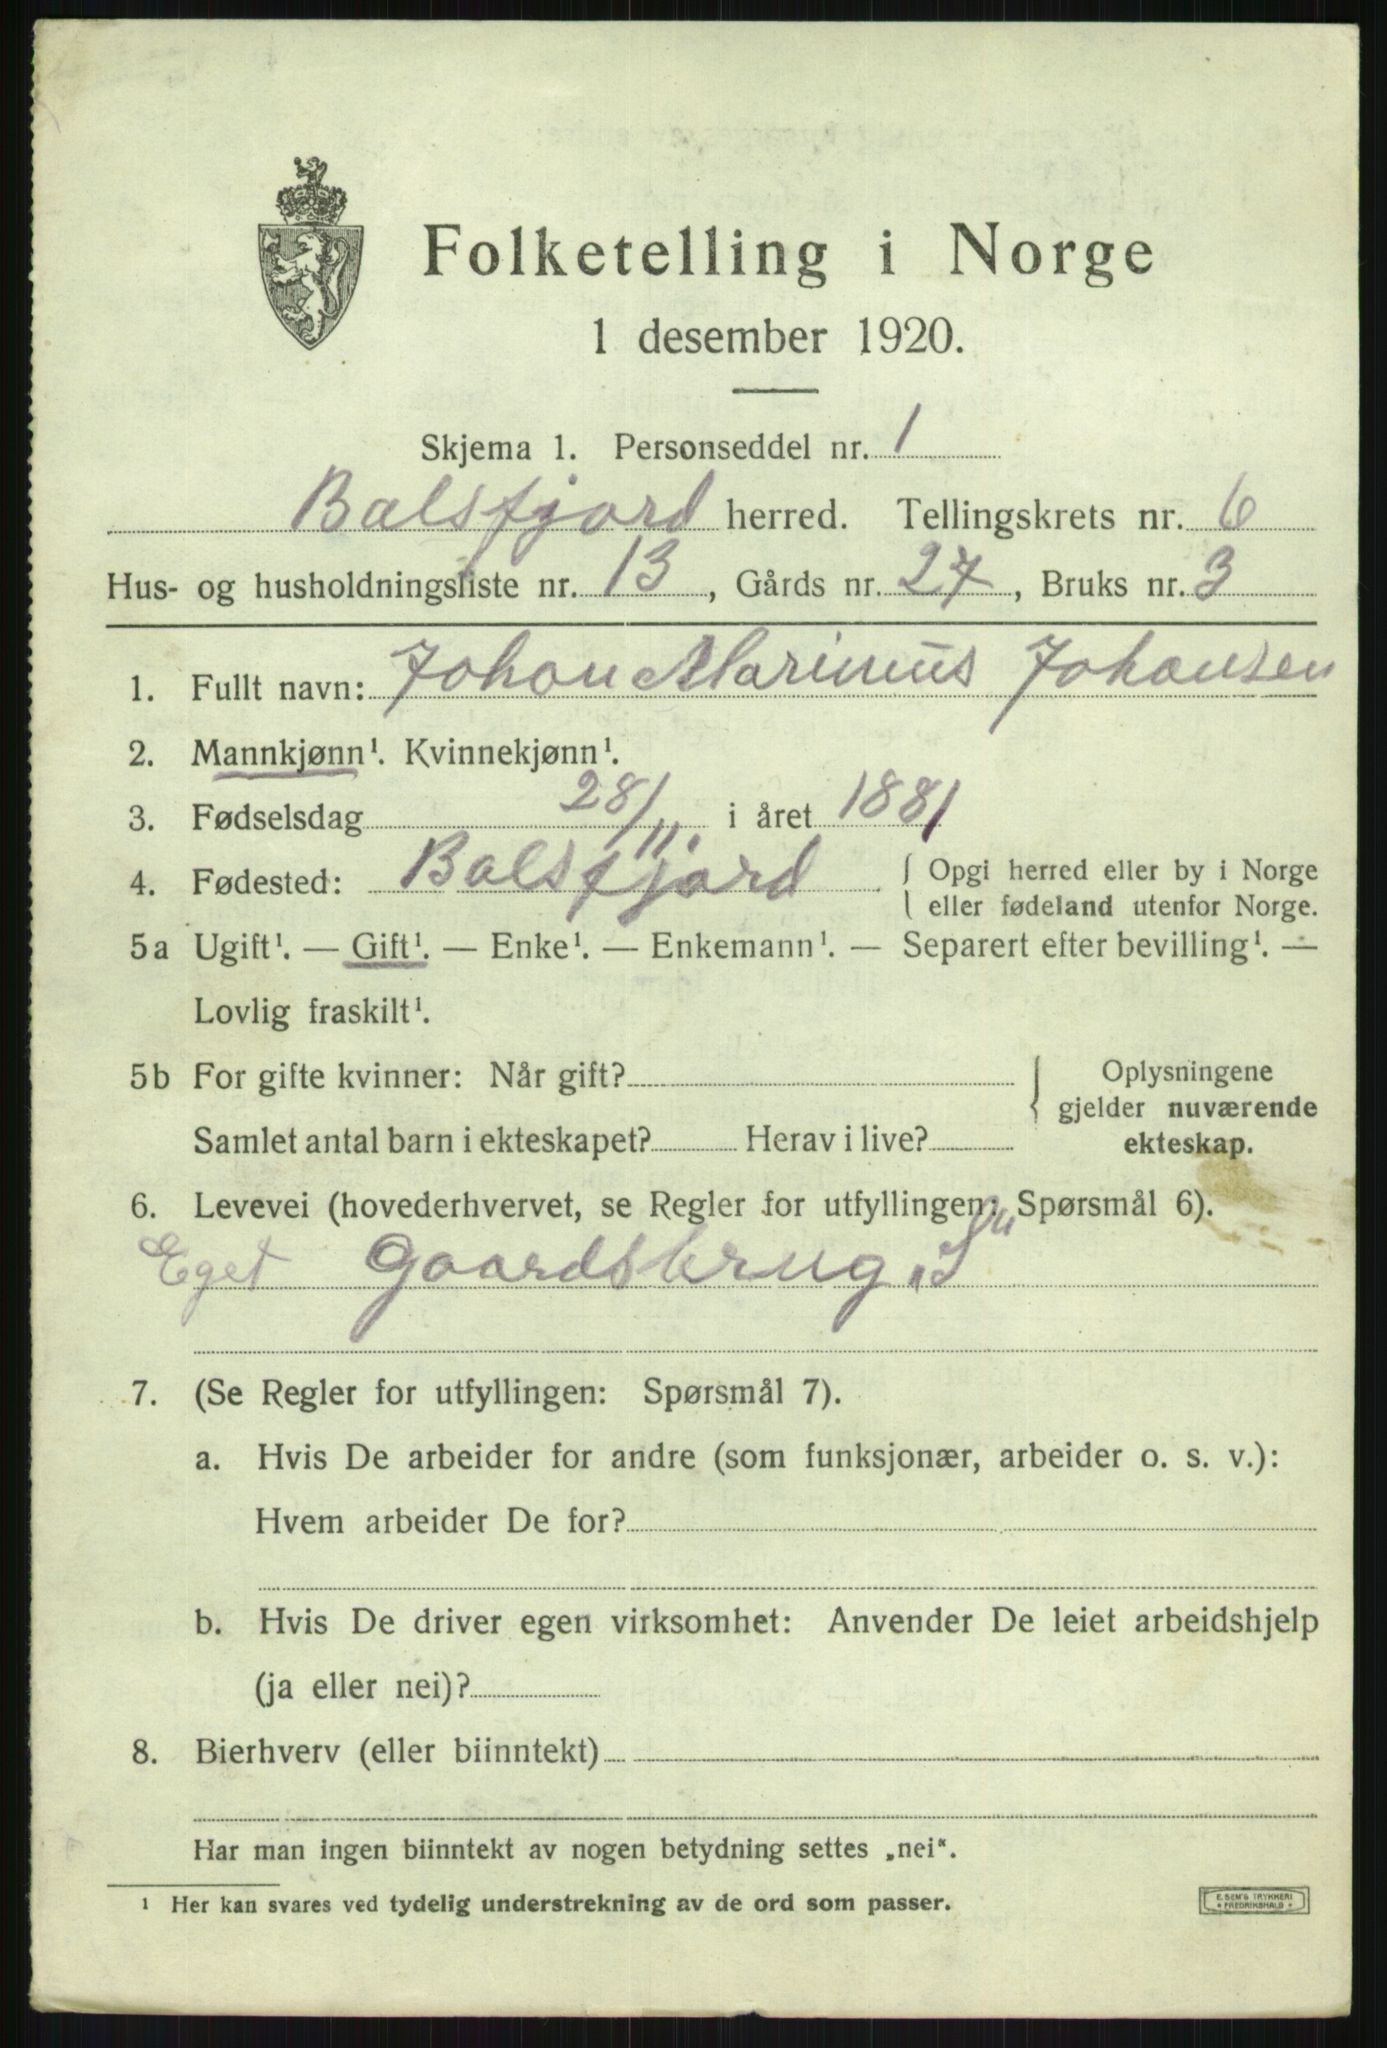 Folketelling i Norge
1 desember 1920.
Skjema 1. Personseddel nr. 1
Balsfjord herred. Tellingskrets nr. 6
Hus- og husholdningsliste nr. 13, Gårds nr. 27, Bruks nr. 3
1. Fullt navn: Johan Marinius Johansen
2. Mannkjønn¹. Kvinnekjønn¹.
3. Fødselsdag 28/11. i året 1881
4. Fødested: Balsfjord { Opgi herred eller by i Norge
eller fødeland utenfor Norge.
5a Ugift¹. — Gift¹. — Enke¹. — Enkemann¹. — Separert efter bevilling¹. —
Lovlig fraskilt¹.
5b For gifte kvinner: Når gift? { Oplysningene
gjelder nuværende
Samlet antal barn i ekteskapet? Herav i live? ekteskap.
6. Levevei (hovederhvervet, se Regler for utfyllingen: Spørsmål 6).
Eget Gaardsbrug „S"
7. (Se Regler for utfyllingen: Spørsmål 7).
a. Hvis De arbeider for andre (som funksjonær, arbeider o. s. v.):
Hvem arbeider De for?
b. Hvis De driver egen virksomhet: Anvender De leiet arbeidshjelp
(ja eller nei)?
8. Bierhverv (eller biinntekt)
Har man ingen biinntekt av nogen betydning settes „nei“.
¹ Her kan svares ved tydelig understrekning av de ord som passer.
E. SEM'S TRYKKERI
* FREDRIKSHALD *